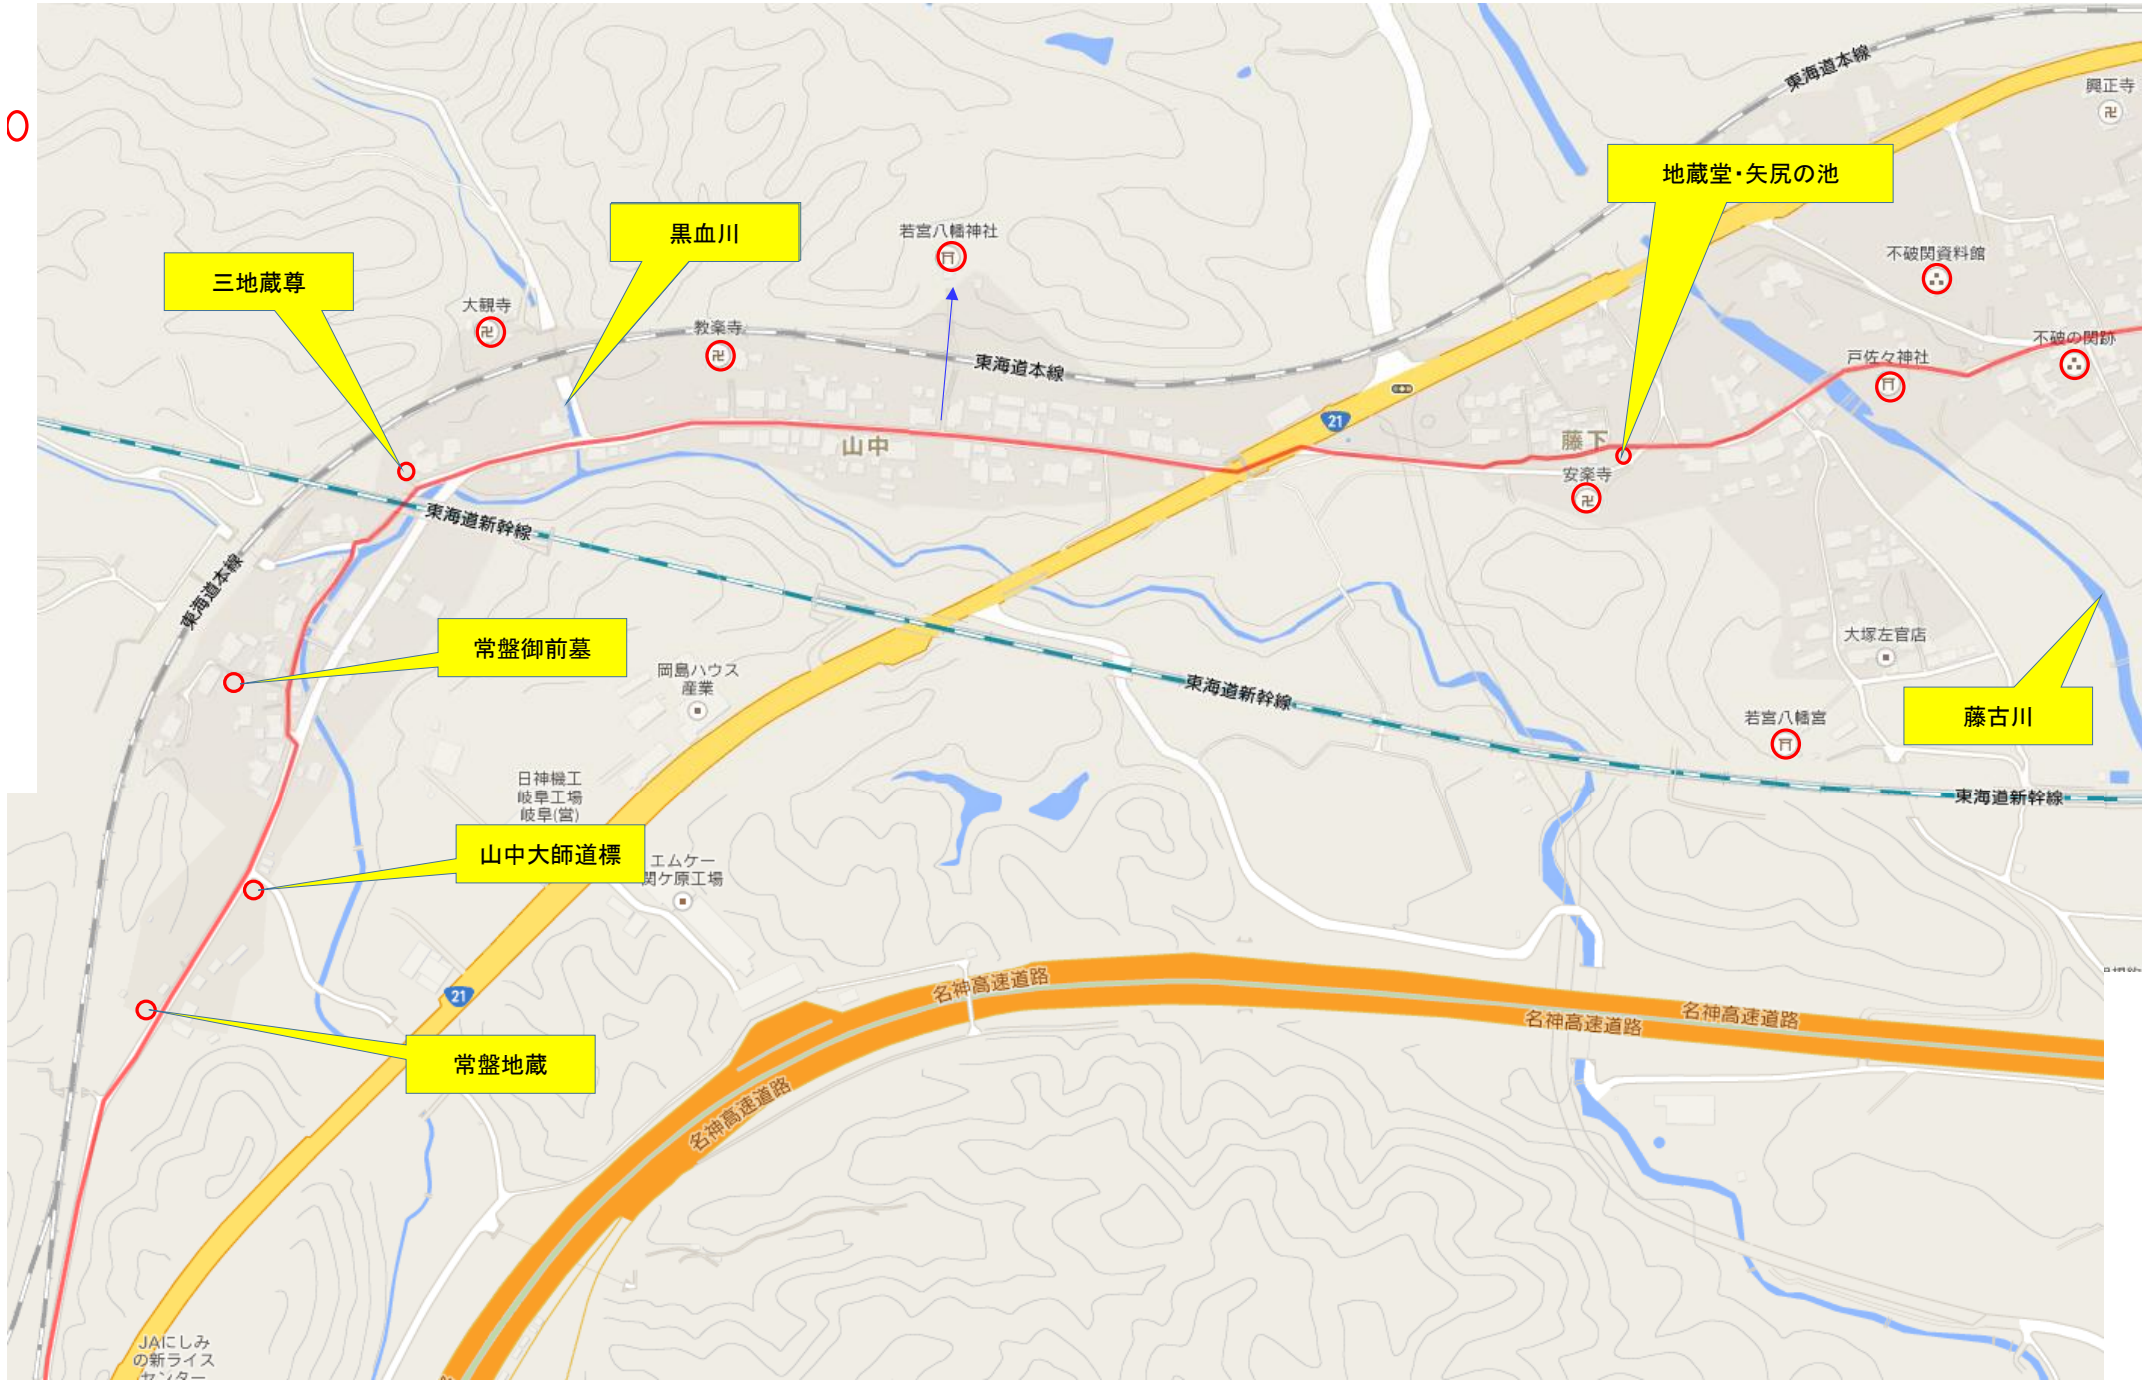 東海道本線
興正寺
地蔵堂・矢尻の池
黒血川
若宮八幡神社
不破関資料館
三地蔵尊
大観寺
教楽寺
東海道本線
不破の関跡
戸佐々神社
21
山中
藤下
安楽寺
東海道新幹線
東海道本線
常盤御前墓
大塚左官店
岡島ハウス
産業
東海道新幹線
若宮八幡宮
藤古川
日神機工
岐阜工場
岐阜(営)
東海道新幹線
山中大師道標
エムケー
関ケ原工場
21
名神高速道路
名神高速道路
名神高速道路
常盤地蔵
名神高速道路
JAにしみ
の新ライス
センター